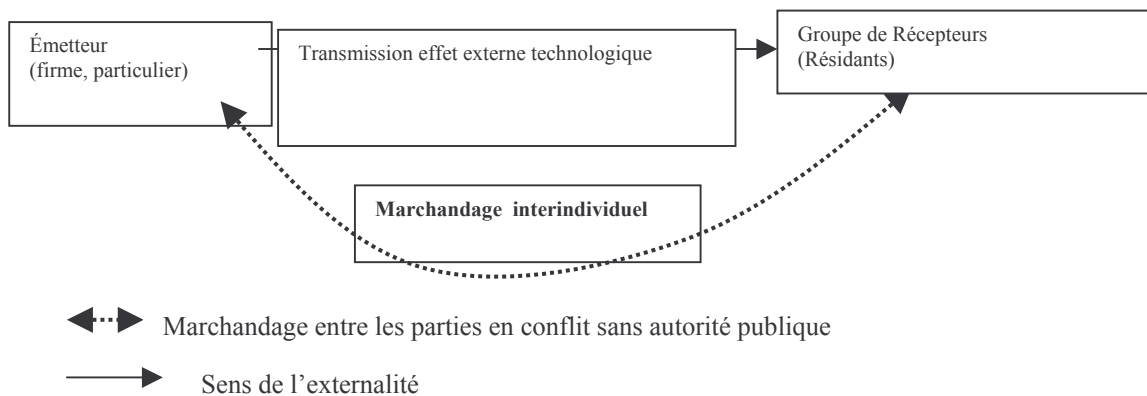 Émetteur
(firme, particulier)
Transmission effet externe technologique
Groupe de Récepteurs
(Résidants)
Marchandage interindividuel
Marchandage entre les parties en conflit sans autorité publique
Sens de l’externalité